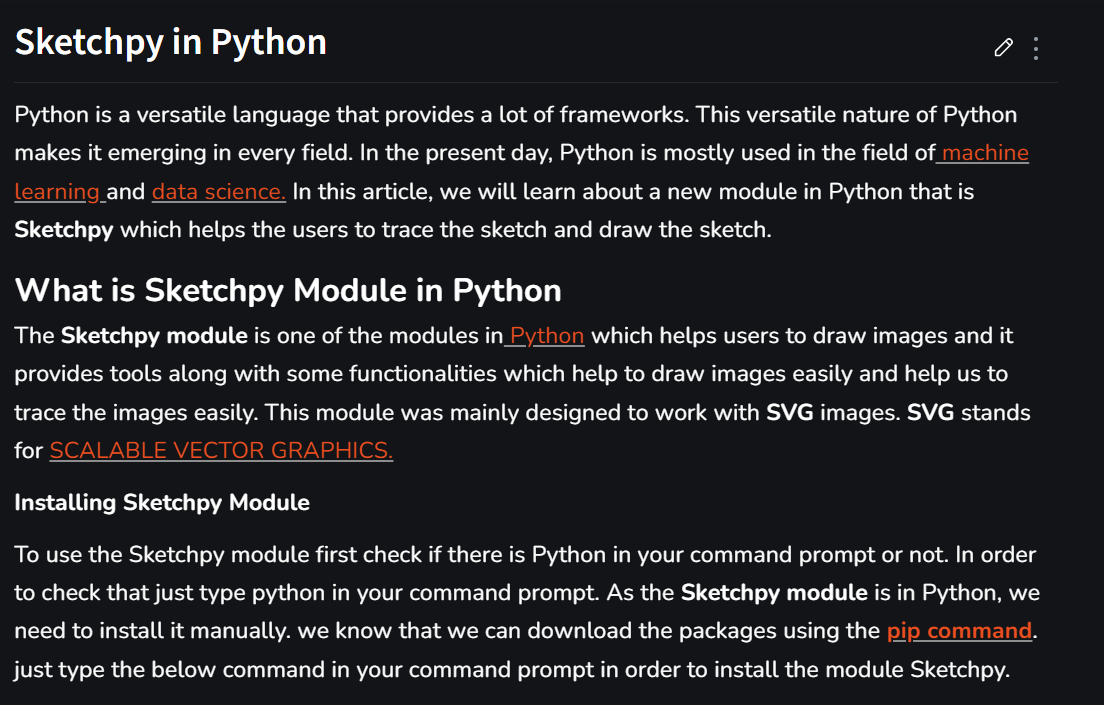 Sketchpy in Python
Python is a versatile language that provides a lot of frameworks. This versatile nature of Python
makes it emerging in every field. In the present day, Python is mostly used in the field of machine
learning and data science. In this article, we will learn about a new module in Python that is
Sketchpy which helps the users to trace the sketch and draw the sketch.
What is Sketchpy Module in Python
The Sketchpy module is one of the modules in Python which helps users to draw images and it
provides tools along with some functionalities which help to draw images easily and help us to
trace the images easily. This module was mainly designed to work with SVG images. SVG stands
for SCALABLE VECTOR GRAPHICS.
Installing Sketchpy Module
To use the Sketchpy module first check if there is Python in your command prompt or not. In order
to check that just type python in your command prompt. As the Sketchpy module is in Python, we
need to install it manually. we know that we can download the packages using the pip command.
just type the below command in your command prompt in order to install the module Sketchpy.